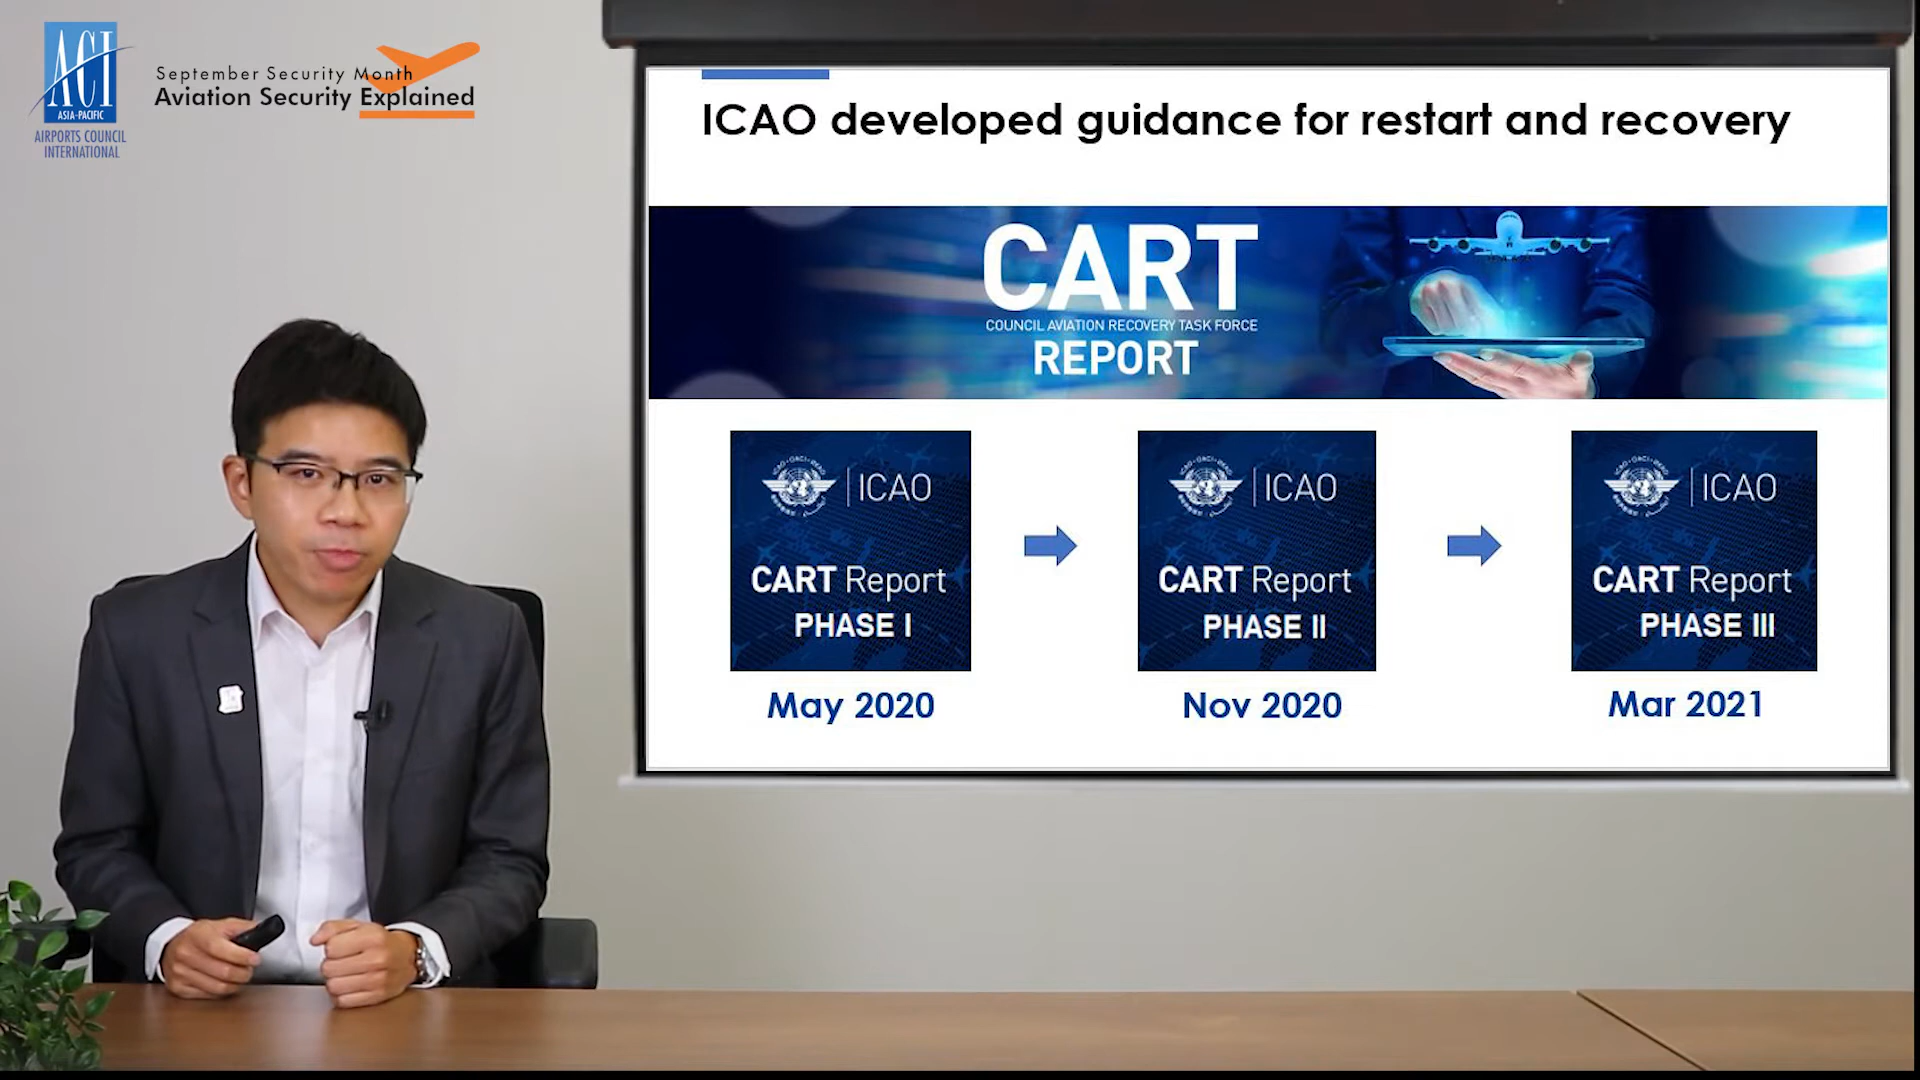 ACI
ASIA-PACIFIC
AIRPORTS COUNCIL
INTERNATIONAL
September Security Month
Aviation Security Explained
ICAO developed guidance for restart and recovery
CART
COUNCIL AVIATION RECOVERY TASK FORCE
REPORT
ICAO
CART Report
PHASE I
May 2020
ICAO
CART Report
PHASE II
Nov 2020
ICAO
CART Report
PHASE III
Mar 2021